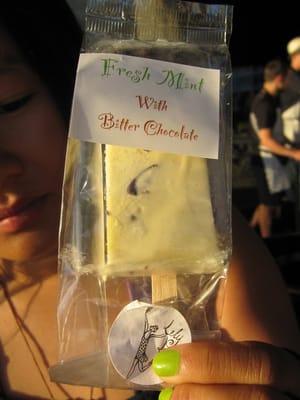 Fresh Mint
With
Bitter Chocolate